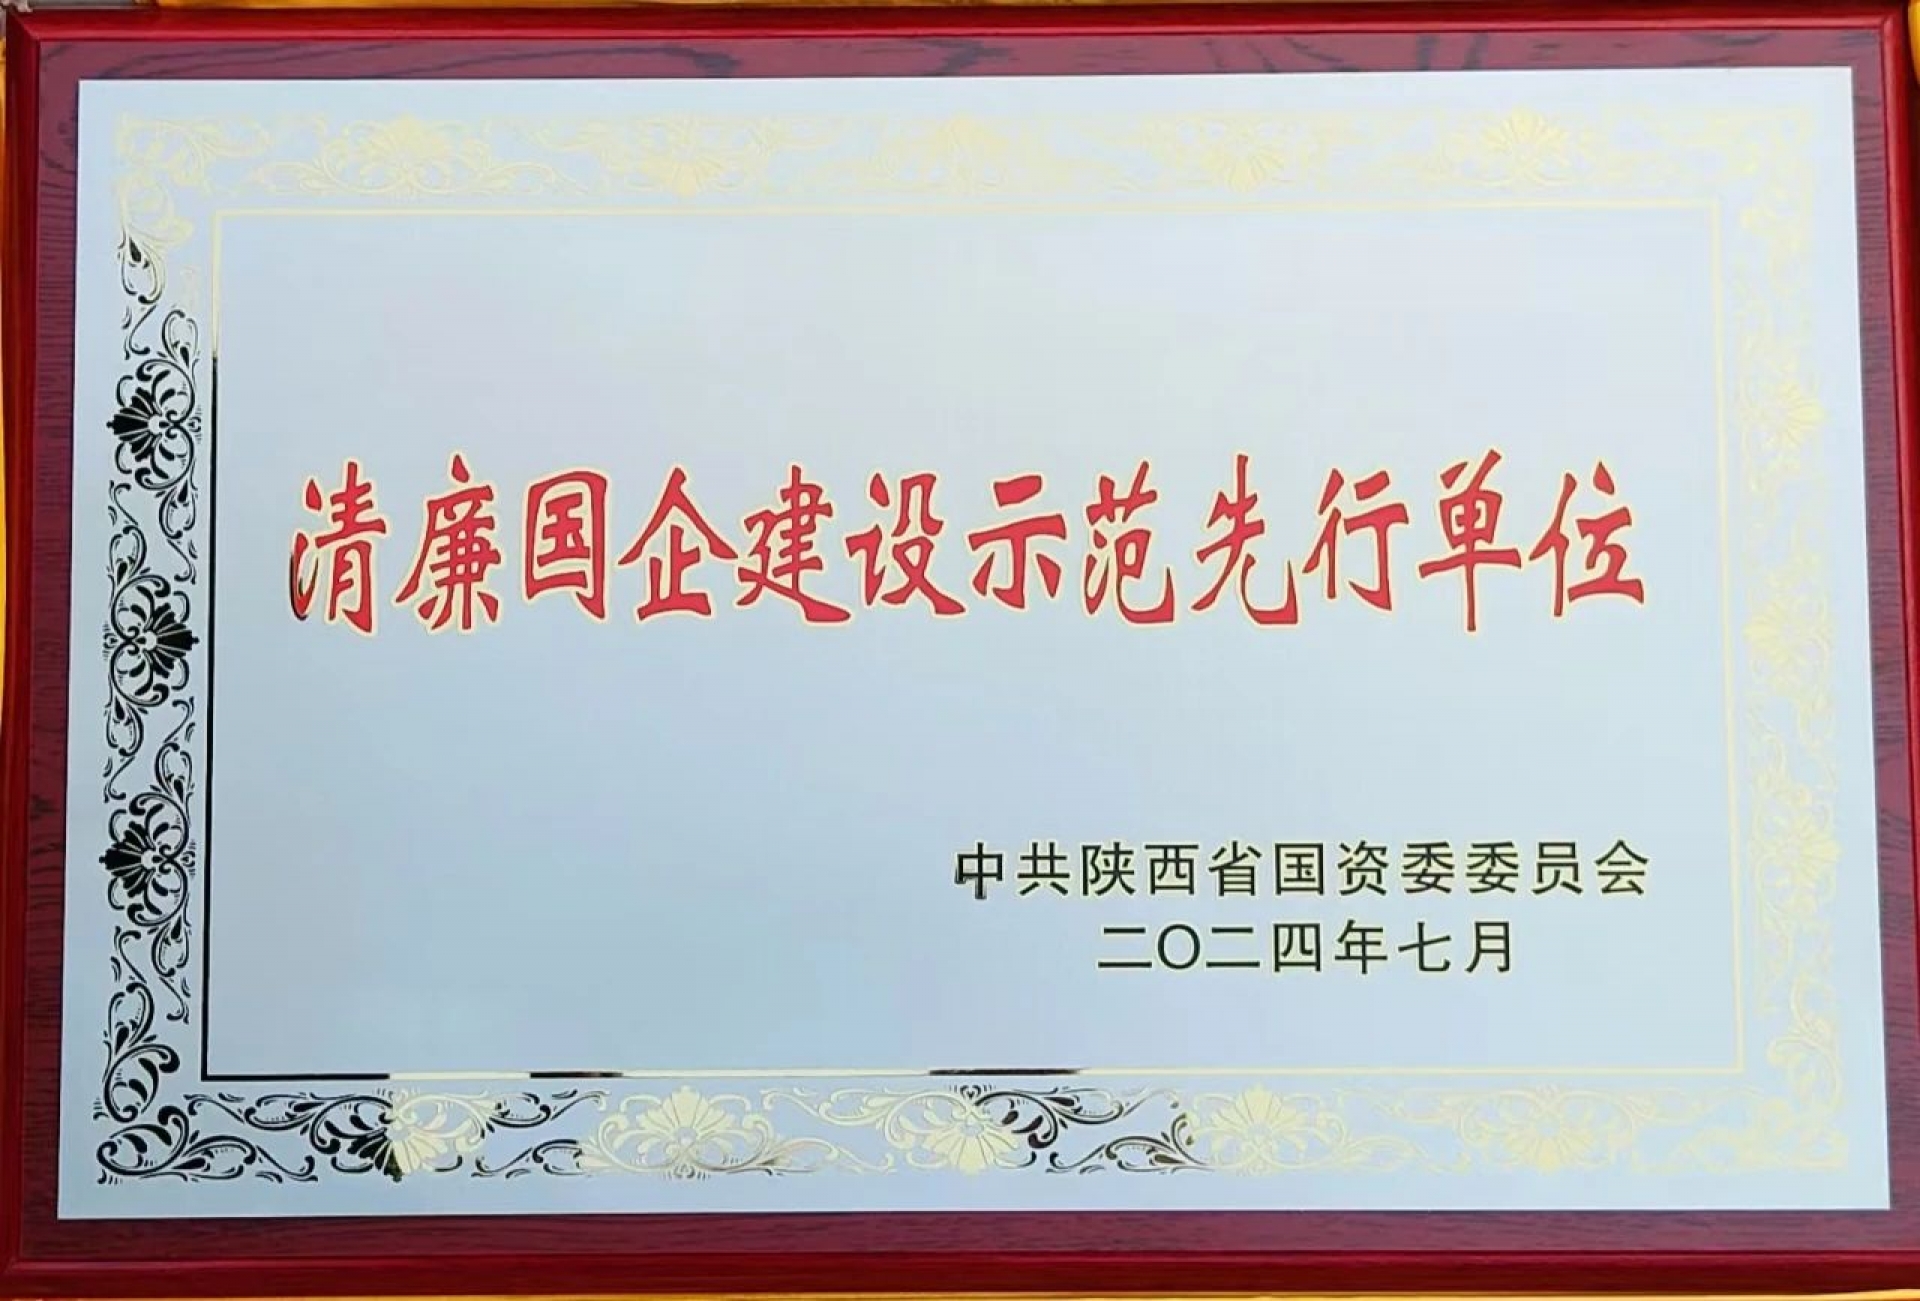 清廉国企建设示范先行单位
中共陕西省国资委委员会
二〇二四年七月